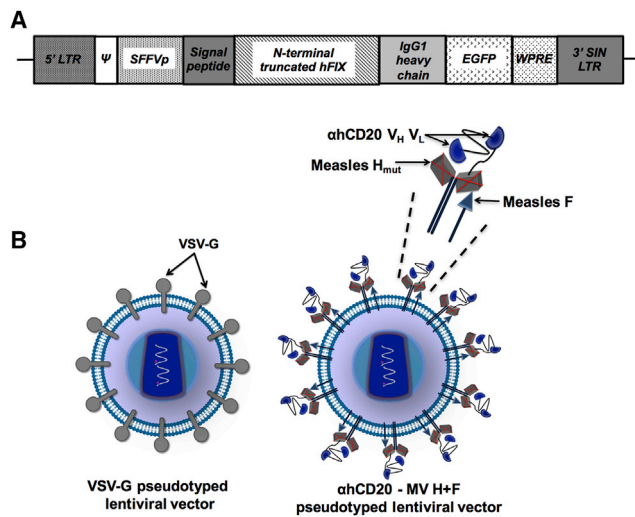 A
5' LTR
Ψ
SFFVp
Signal
peptide
N-terminal
truncated hFIX
IgG1
heavy
chain
EGFP
WPRE
3' SIN
LTR
αhCD20 VH VL
Measles Hmut
Measles F
B
VSV-G
VSV-G pseudotyped
lentiviral vector
αhCD20 - MV H+F
pseudotyped lentiviral vector